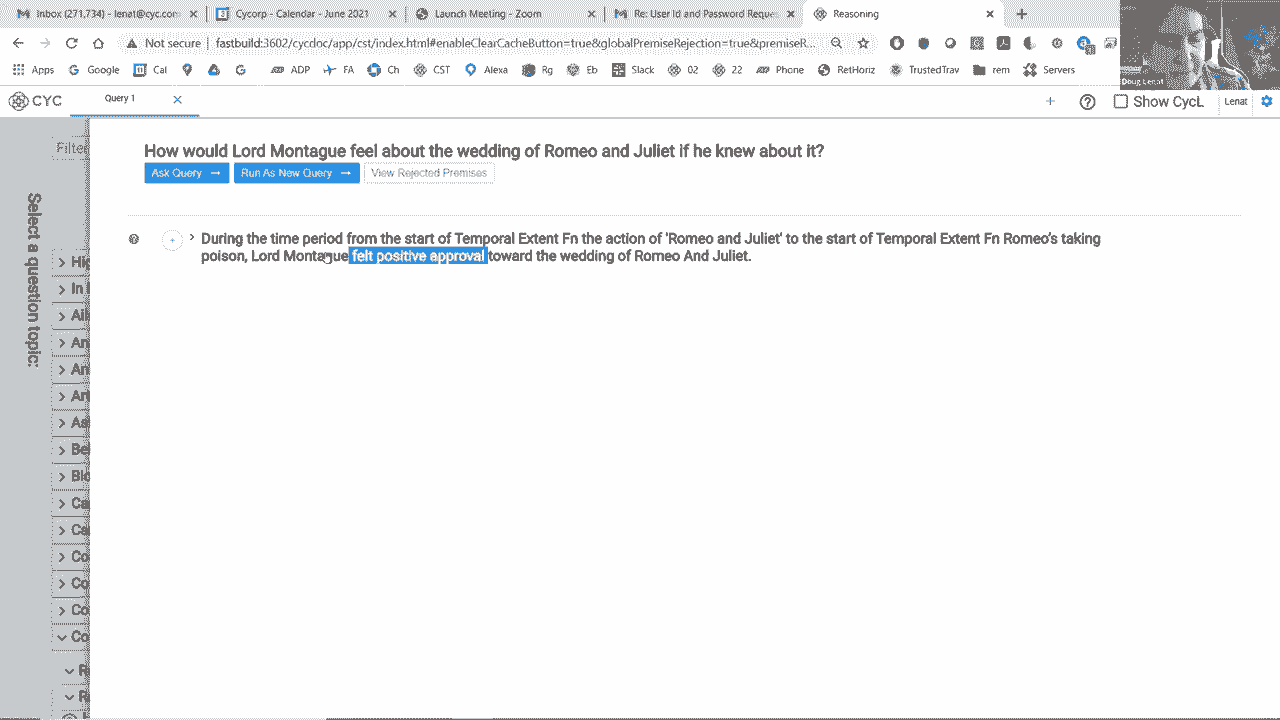 Inbox (271,734) - lenat@cyc.com
Cycorp - Calendar - June 2021
Launch Meeting - Zoom
Re: User Id and Password Reques
Reasoning
Not secure
fastbuild:3602/cycdoc/app/cst/index.html#enableClearCacheButton=true&globalPremiseRejection=true&premiseR...
Apps
Google
Cal
ADP
FA
Ch
CST
Alexa
Rg
Eb
Slack
02
22
Phone
RetHoriz
TrustedTrav
rem
Servers
Doug Lenat
CYC
Query 1
Show CycL
Lenat
Filter
Select a question topic:
How would Lord Montague feel about the wedding of Romeo and Juliet if he knew about it?
Ask Query →
Run As New Query →
View Rejected Premises
During the time period from the start of Temporal Extent Fn the action of 'Romeo and Juliet' to the start of Temporal Extent Fn Romeo's taking
poison, Lord Montague felt positive approval toward the wedding of Romeo And Juliet.
In
Ail
As
Be
Ca
Ca
Co
Co
Co
Co
R
R